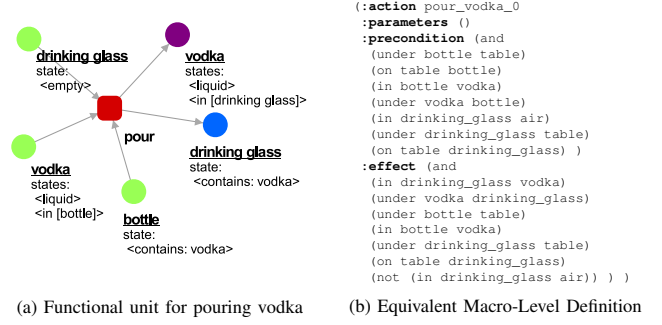 drinking glass
state:
<empty>
vodka
states:
<liquid>
<in [drinking glass]>
pour
drinking glass
state:
<contains: vodka>
vodka
states:
<liquid>
<in [bottle]>
bottle
state:
<contains: vodka>
(a) Functional unit for pouring vodka
(:action pour_vodka_0
:parameters ()
:precondition (and
(under bottle table)
(on table bottle)
(in bottle vodka)
(under vodka bottle)
(in drinking_glass air)
(under drinking_glass table)
(on table drinking_glass) )
:effect (and
(in drinking_glass vodka)
(under vodka drinking_glass)
(under bottle table)
(in bottle vodka)
(under drinking_glass table)
(on table drinking_glass)
(not (in drinking_glass air)) ) )
(b) Equivalent Macro-Level Definition